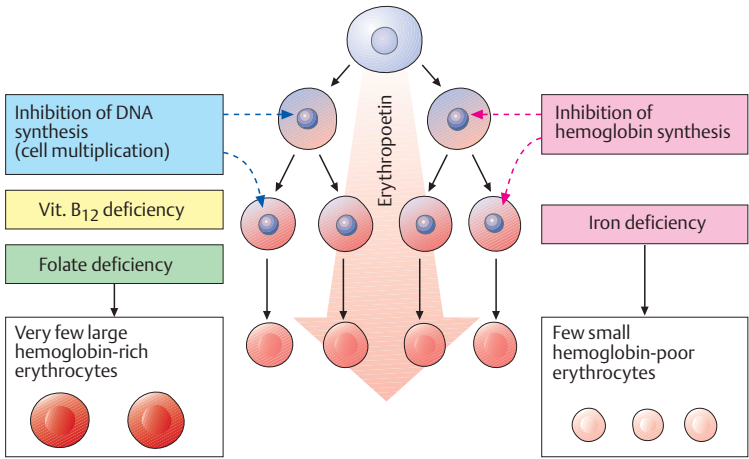 Inhibition of DNA
synthesis
(cell multiplication)
Vit. B12 deficiency
Folate deficiency
Very few large
hemoglobin-rich
erythrocytes
Erythropoetin
Inhibition of
hemoglobin synthesis
Iron deficiency
Few small
hemoglobin-poor
erythrocytes